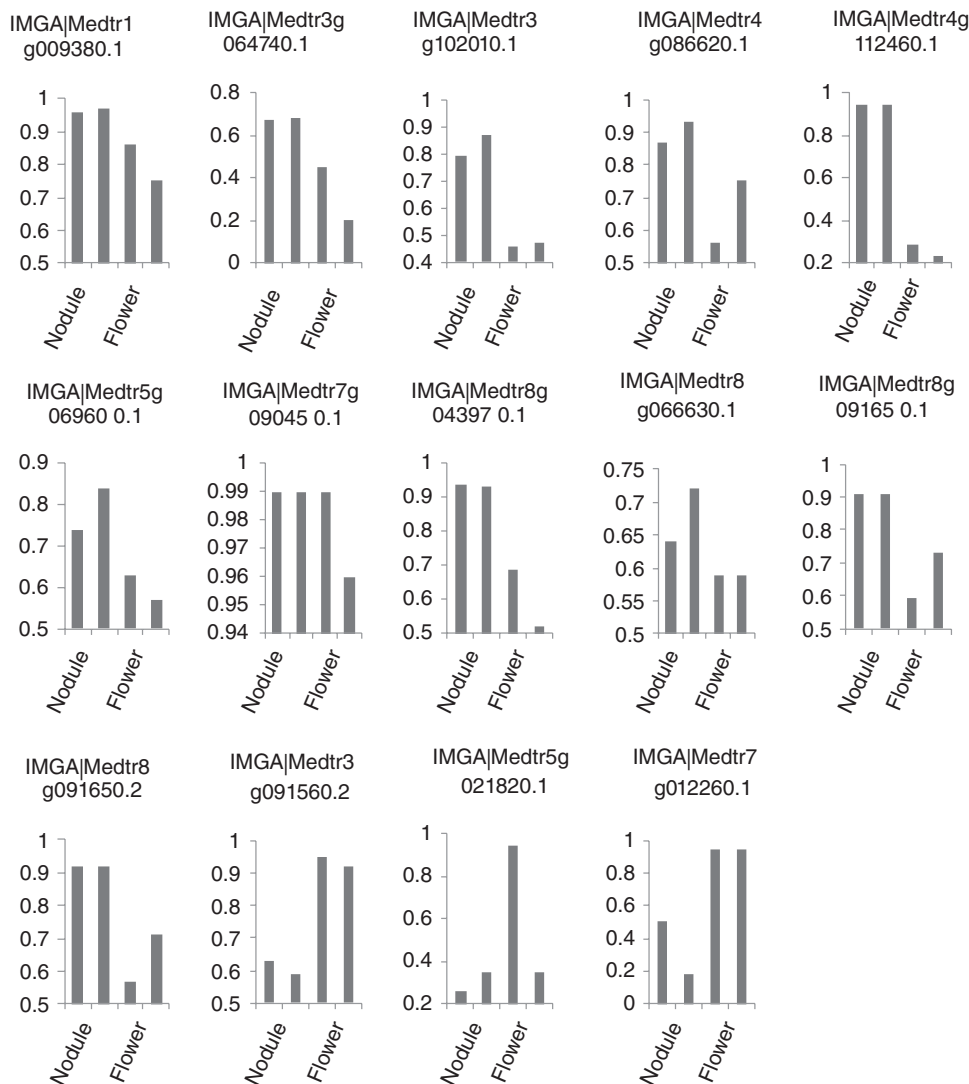 IMGA|Medtr1
g009380.1
1
0.9
0.8
0.7
0.6
0.5
Nodule
Flower
IMGA|Medtr3g
064740.1
0.8
0.6
0.4
0.2
0
Nodule
Flower
IMGA|Medtr3
g102010.1
1
0.9
0.8
0.7
0.6
0.5
0.4
Nodule
Flower
IMGA|Medtr4
g086620.1
1
0.9
0.8
0.7
0.6
0.5
Nodule
Flower
IMGA|Medtr4g
112460.1
1
0.8
0.6
0.4
0.2
Nodule
Flower
IMGA|Medtr5g
06960 0.1
0.9
0.8
0.7
0.6
0.5
Nodule
Flower
IMGA|Medtr7g
09045 0.1
1
0.99
0.98
0.97
0.96
0.95
0.94
Nodule
Flower
IMGA|Medtr8g
04397 0.1
1
0.9
0.8
0.7
0.6
0.5
Nodule
Flower
IMGA|Medtr8
g066630.1
0.75
0.7
0.65
0.6
0.55
0.5
Nodule
Flower
IMGA|Medtr8g
09165 0.1
1
0.9
0.8
0.7
0.6
0.5
Nodule
Flower
IMGA|Medtr8
g091650.2
1
0.9
0.8
0.7
0.6
0.5
Nodule
Flower
IMGA|Medtr3
g091560.2
1
0.9
0.8
0.7
0.6
0.5
Nodule
Flower
IMGA|Medtr5g
021820.1
1
0.8
0.6
0.4
0.2
Nodule
Flower
IMGA|Medtr7
g012260.1
1
0.8
0.6
0.4
0.2
0
Nodule
Flower